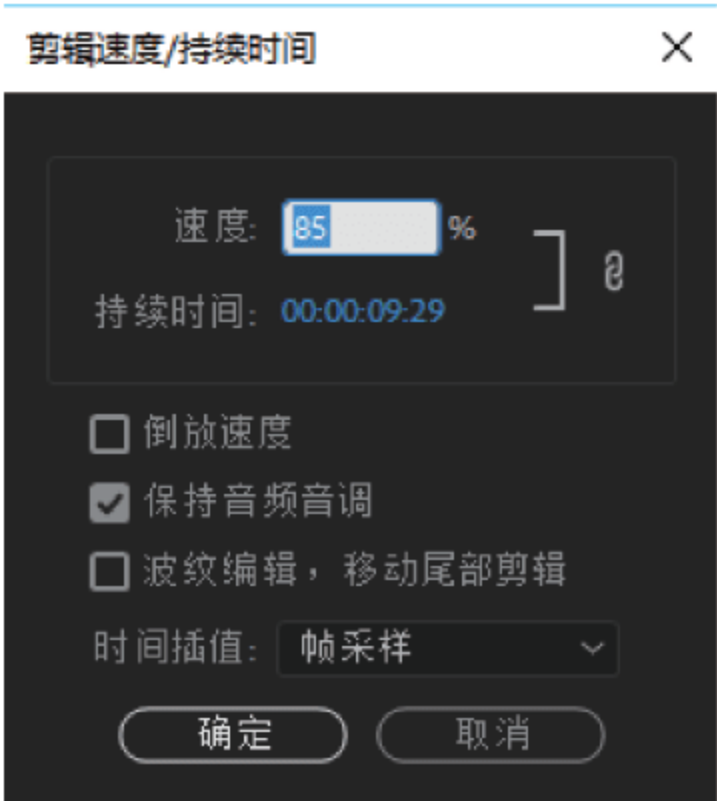 剪辑速度/持续时间
速度: 85 %
持续时间: 00:00:09:29
倒放速度
保持音频音调
波纹编辑，移动尾部剪辑
时间插值: 帧采样
确定 取消